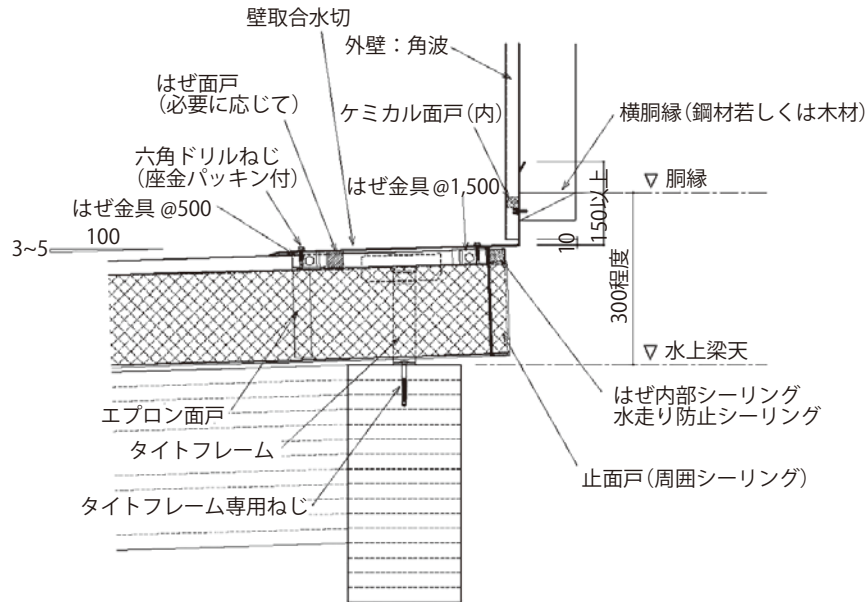 壁取合水切
外壁：角波
はぜ面戸
（必要に応じて）
ケミカル面戸（内）
横胴縁（鋼材若しくは木材）
六角ドリルねじ
（座金パッキン付）
はぜ金具 @1,500
▽ 胴縁
はぜ金具 @500
150以上
10
100
3~5
300程度
▽ 水上梁天
はぜ内部シーリング
水走り防止シーリング
エプロン面戸
タイトフレーム
止面戸（周囲シーリング）
タイトフレーム専用ねじ